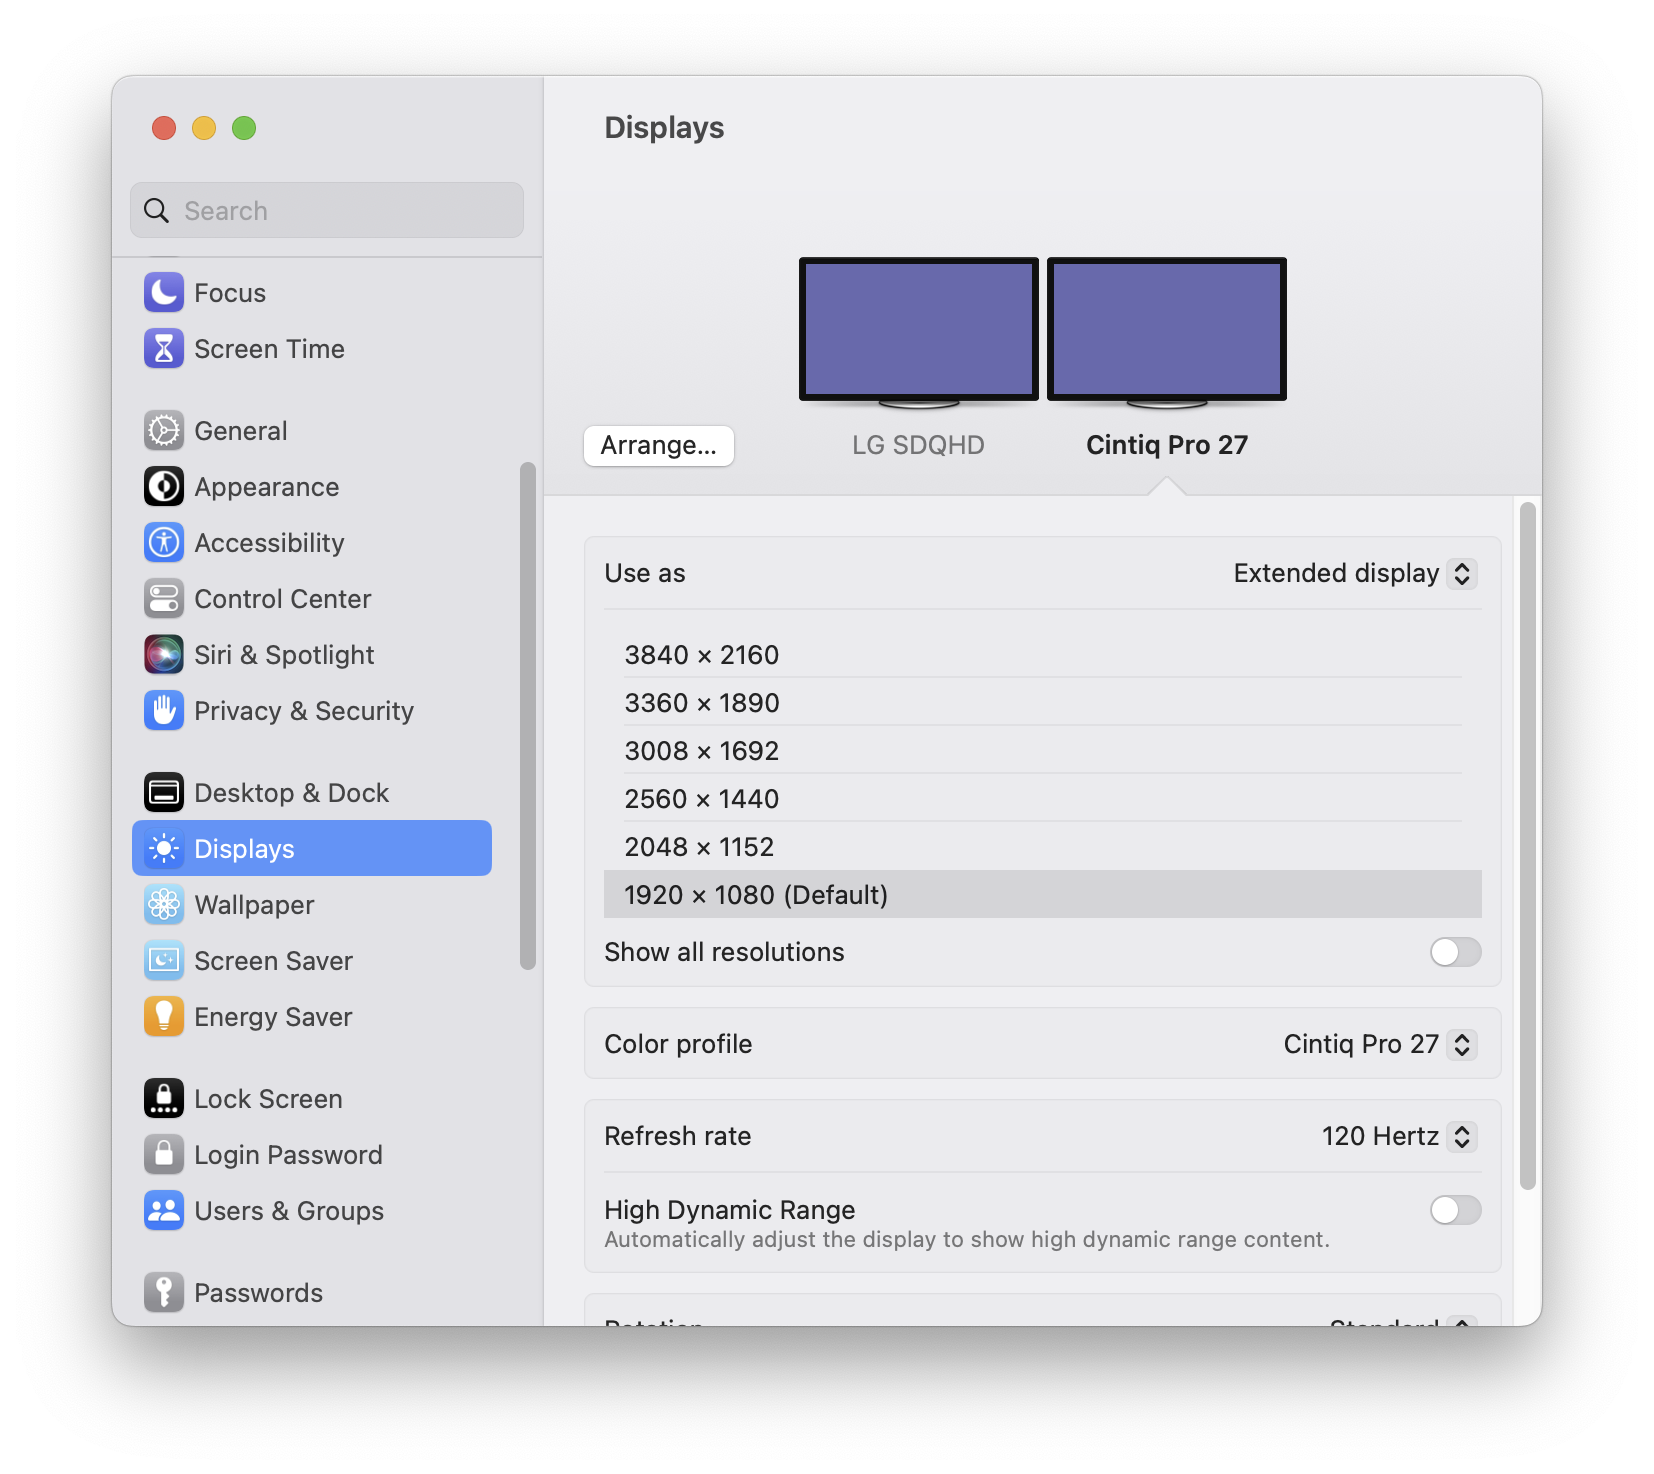 Displays
Search
Focus
Screen Time
General
Appearance
Accessibility
Control Center
Siri & Spotlight
Privacy & Security
Desktop & Dock
Displays
Wallpaper
Screen Saver
Energy Saver
Lock Screen
Login Password
Users & Groups
Passwords
Arrange...
LG SDQHD
Cintiq Pro 27
Use as
Extended display
3840 × 2160
3360 × 1890
3008 × 1692
2560 × 1440
2048 × 1152
1920 × 1080 (Default)
Show all resolutions
Color profile
Cintiq Pro 27
Refresh rate
120 Hertz
High Dynamic Range
Automatically adjust the display to show high dynamic range content.
Rotation
Standard